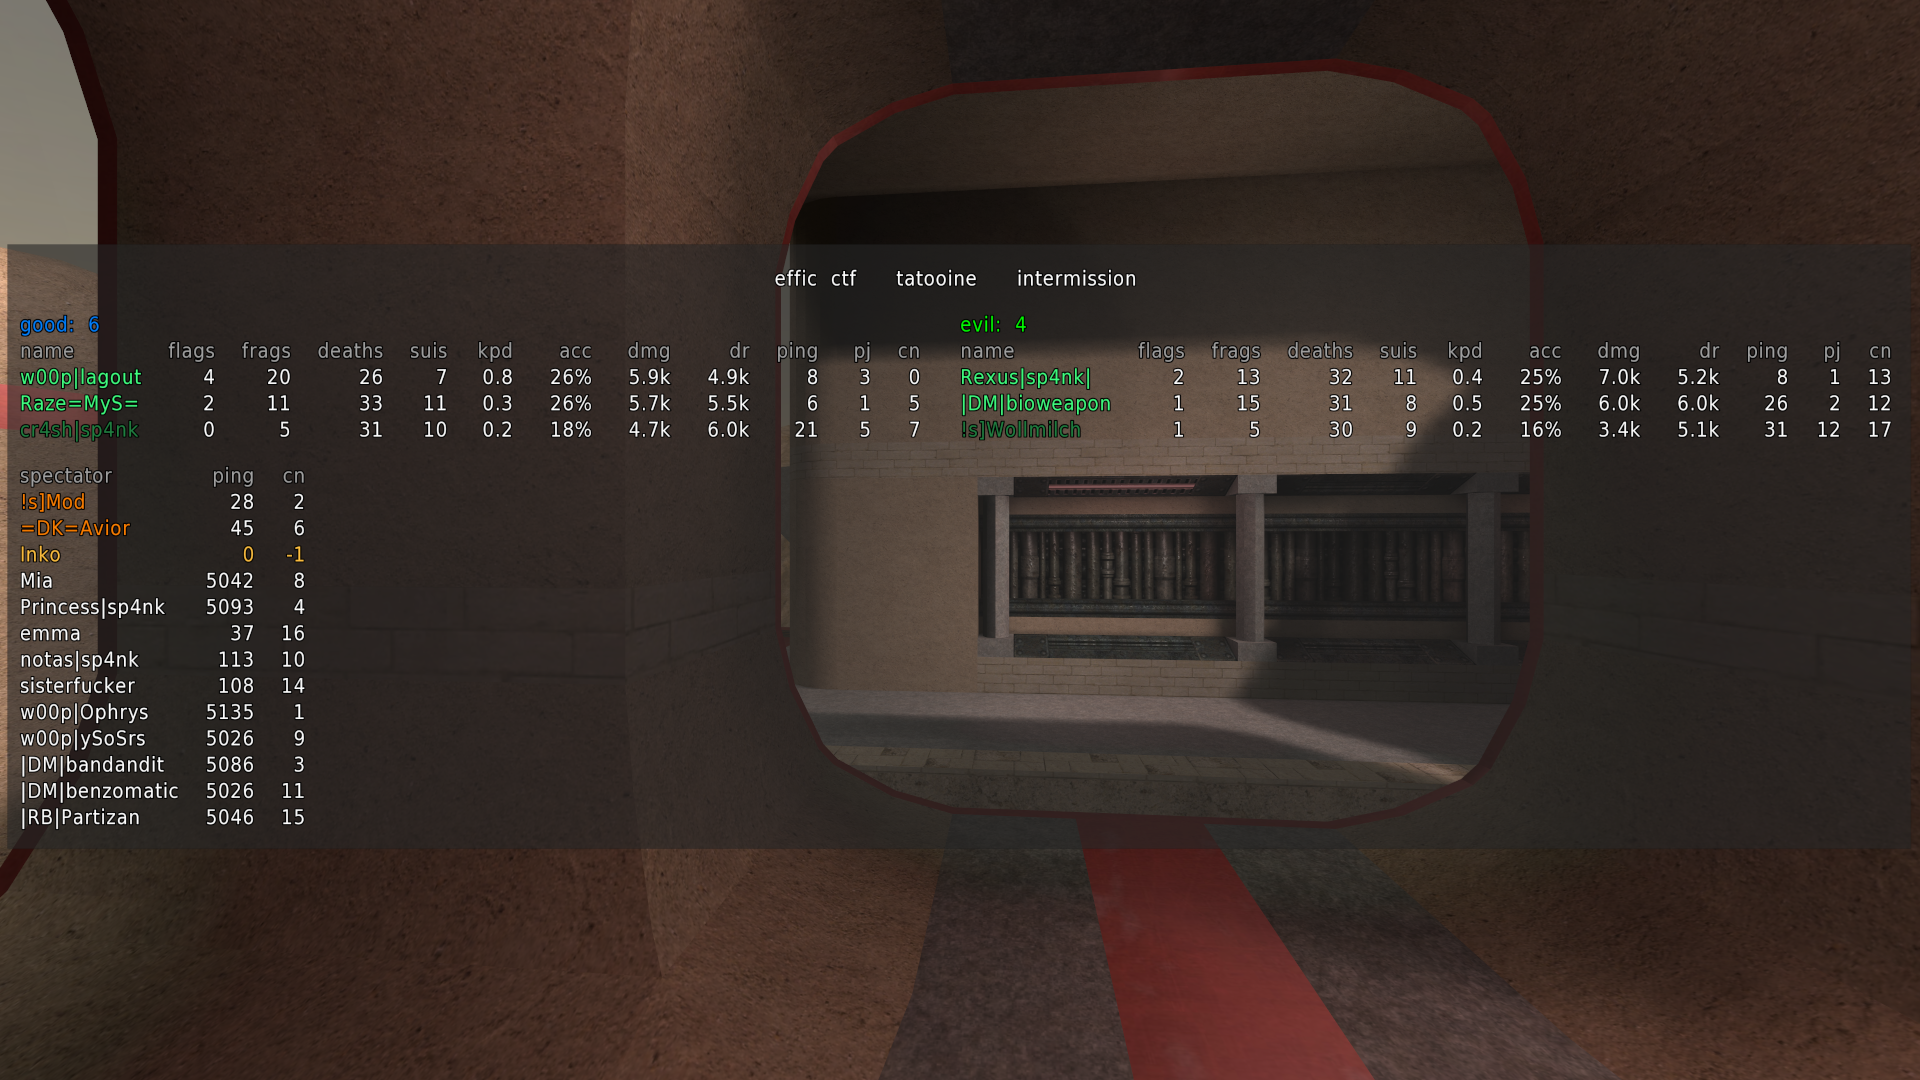 effic ctf tatooine intermission
good: 6
name flags frags deaths suis kpd acc dmg dr ping pj cn
w00p|lagout 4 20 26 7 0.8 26% 5.9k 4.9k 8 3 0
Raze=MyS= 2 11 33 11 0.3 26% 5.7k 5.5k 6 1 5
cr4sh|sp4nk 0 5 31 10 0.2 18% 4.7k 6.0k 21 5 7
evil: 4
name flags frags deaths suis kpd acc dmg dr ping pj cn
Rexus|sp4nk| 2 13 32 11 0.4 25% 7.0k 5.2k 8 1 13
|DM|bioweapon 1 15 31 8 0.5 25% 6.0k 6.0k 26 2 12
!s]Wollmilch 1 5 30 9 0.2 16% 3.4k 5.1k 31 12 17
spectator ping cn
!s]Mod 28 2
=DK=Avior 45 6
Inko 0 -1
Mia 5042 8
Princess|sp4nk 5093 4
emma 37 16
notas|sp4nk 113 10
sisterfucker 108 14
w00p|Ophrys 5135 1
w00p|ySoSrs 5026 9
|DM|bandandit 5086 3
|DM|benzomatic 5026 11
|RB|Partizan 5046 15